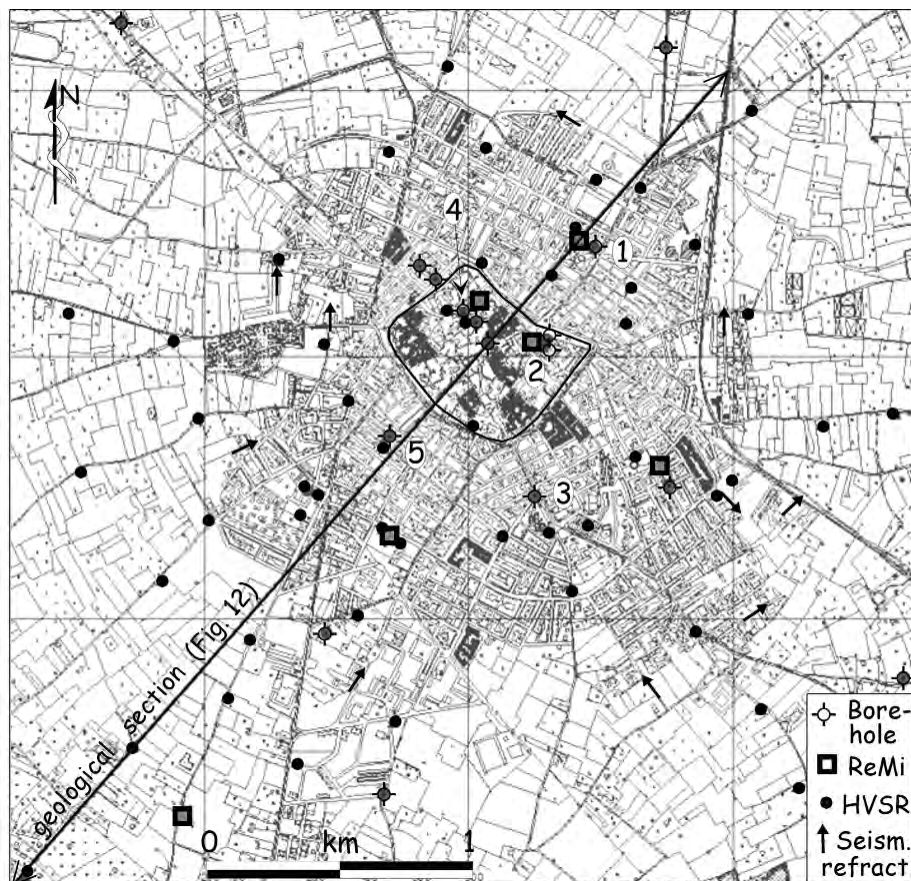 N
4
1
2
5
3
geological section (Fig. 12)
0 km 1
Bore-
hole
ReMi
HVSR
Seism.
refract